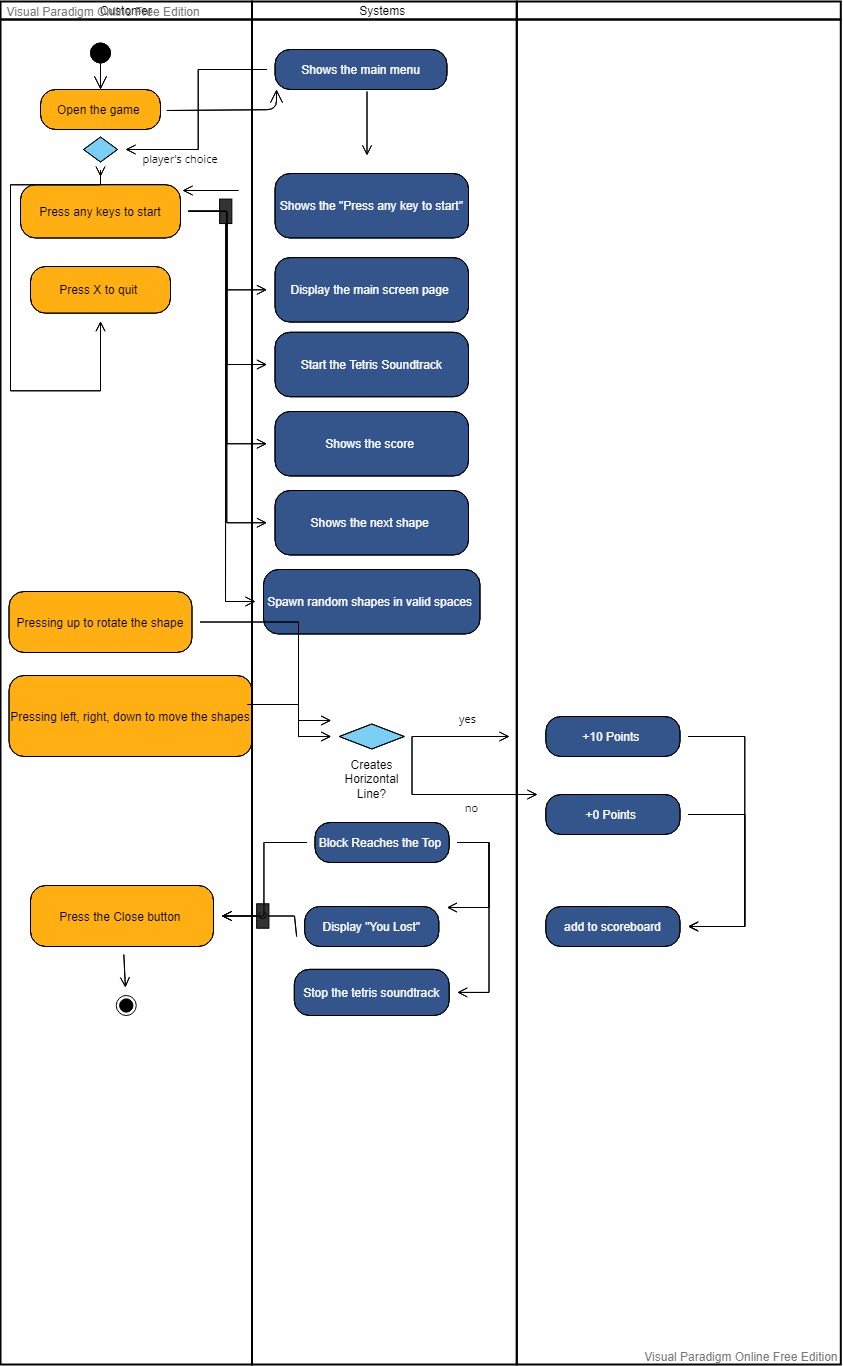 Visual Paradigm Online Free Edition
Customer
Systems
Shows the main menu
Open the game
player's choice
Press any keys to start
Shows the "Press any key to start"
Press X to quit
Display the main screen page
Start the Tetris Soundtrack
Shows the score
Shows the next shape
Spawn random shapes in valid spaces
Pressing up to rotate the shape
Pressing left, right, down to move the shapes
yes
+10 Points
Creates
Horizontal
Line?
no
+0 Points
Block Reaches the Top
Press the Close button
Display "You Lost"
add to scoreboard
Stop the tetris soundtrack
Visual Paradigm Online Free Edition